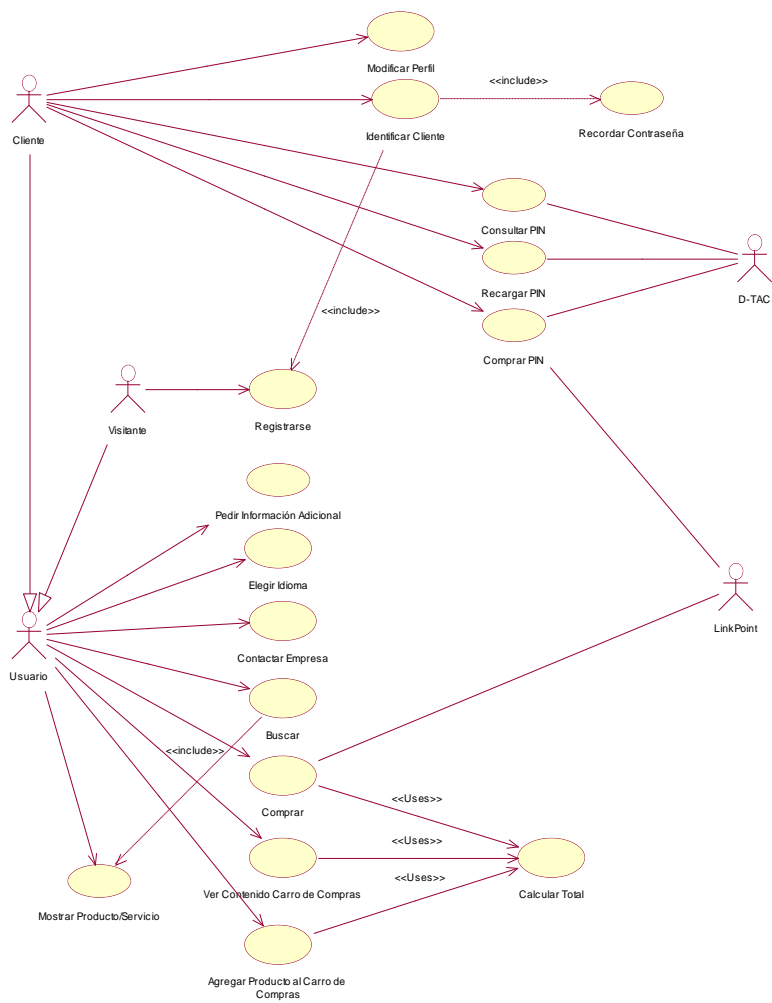 Modificar Perfil
<<include>>
Cliente
Identificar Cliente
Recordar Contraseña
Consultar PIN
Recargar PIN
D-TAC
<<include>>
Comprar PIN
Visitante
Registrarse
Pedir Información Adicional
Elegir Idioma
LinkPoint
Contactar Empresa
Usuario
Buscar
<<include>>
Comprar
<<Uses>>
<<Uses>>
<<Uses>>
Ver Contenido Carro de Compras
Calcular Total
Mostrar Producto/Servicio
Agregar Producto al Carro de
Compras